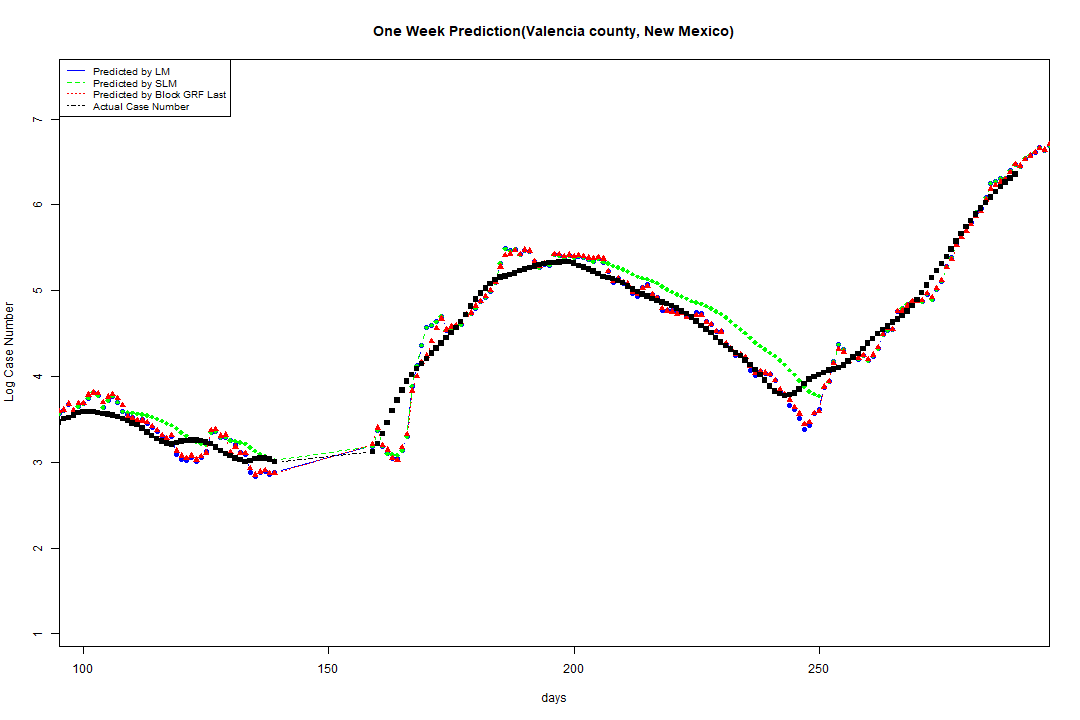 One Week Prediction(Valencia county, New Mexico)
Predicted by LM
Predicted by SLM
Predicted by Block GRF Last
Actual Case Number
Log Case Number
7
6
5
4
3
2
1
100 150 200 250
days